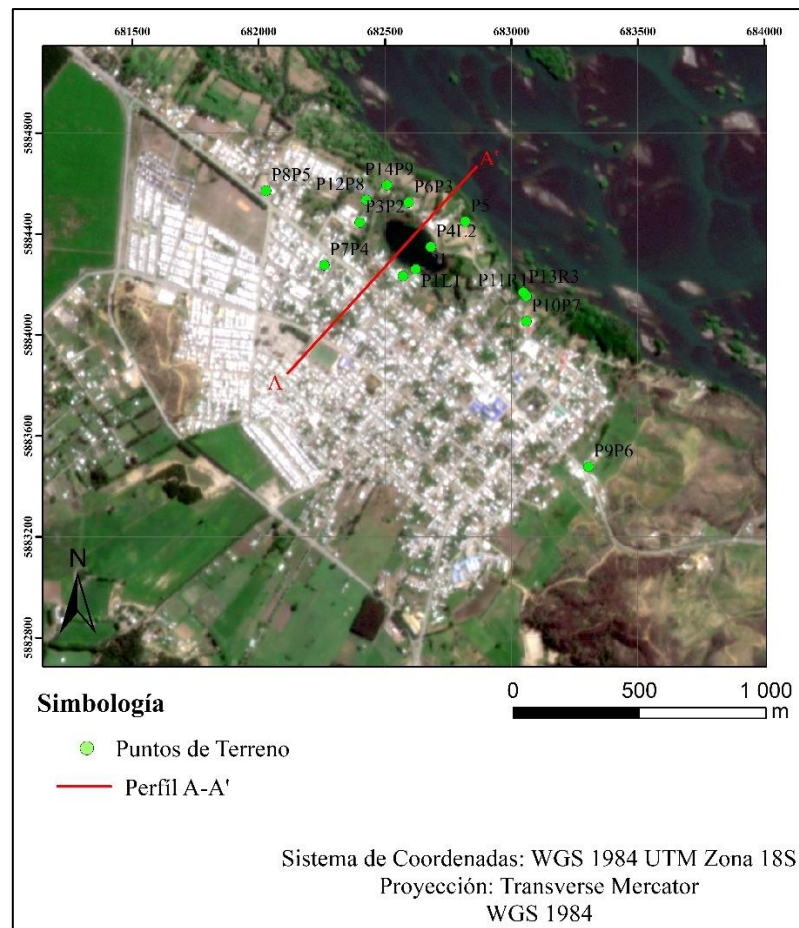 681500 682000 682500 683000 683500 684000
5884800
5884400
5884000
5883600
5883200
5882800
A'
P14P9
P8P5
P12P8
P6P3
P3P2
P5
P4L2
P7P4
P1L1
P11R1
P13R3
P10P7
A
P9P6
N
Simbología
0 500 1 000
m
Puntos de Terreno
Perfíl A-A'
Sistema de Coordenadas: WGS 1984 UTM Zona 18S
Proyección: Transverse Mercator
WGS 1984